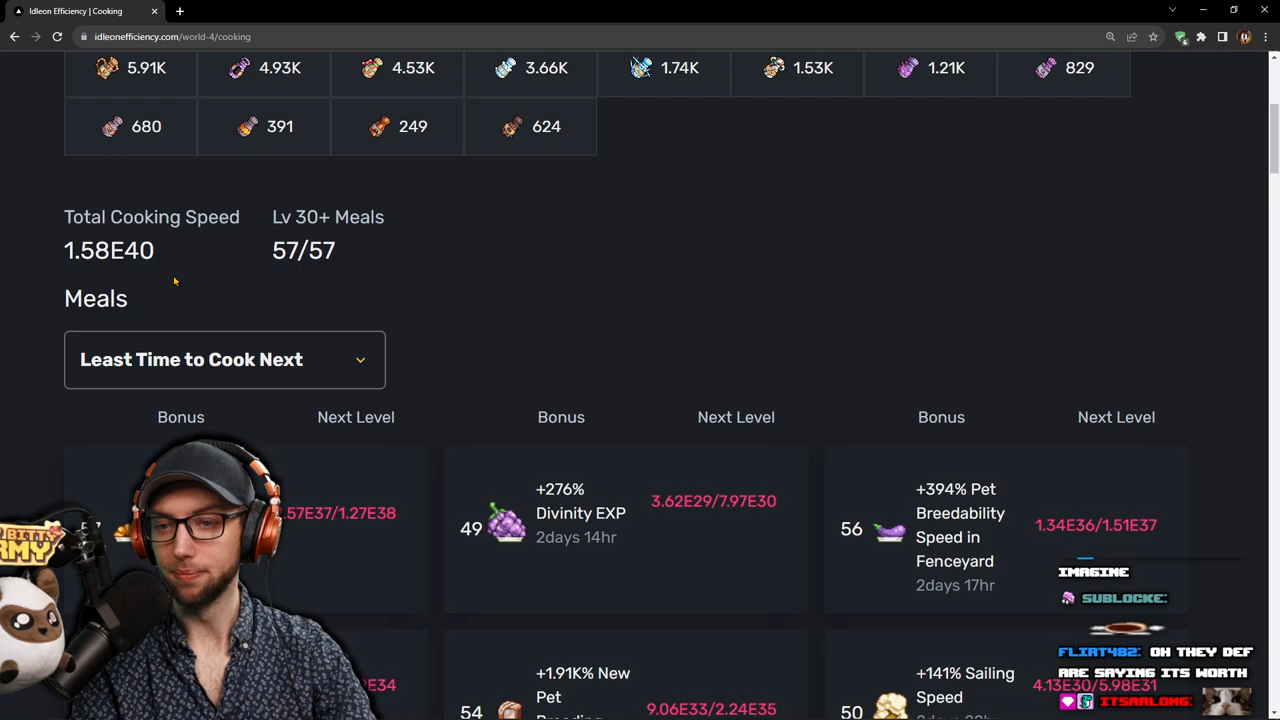 Idleon Efficiency | Cooking
idleonefficiency.com/world-4/cooking
5.91K 4.93K 4.53K 3.66K 1.74K 1.53K 1.21K 829
680 391 249 624
Total Cooking Speed Lv 30+ Meals
1.58E40 57/57
Meals
Least Time to Cook Next
Bonus Next Level Bonus Next Level Bonus Next Level
.57E37/1.27E38
49
+276%
Divinity EXP
2days 14hr
3.62E29/7.97E30
56
+394% Pet
Breedability
Speed in
Fenceyard
2days 17hr
1.34E36/1.51E37
E34
54
+1.91K% New
Pet
9.06E33/2.24E35
50
+141% Sailing
Speed
4.13E30/5.98E31
BITTY
ARMY
IMAGINE
SUBLOCKE:
FLIRT482: OH THEY DEF
ARE SAYING ITS WORTH
ITSARLONG: